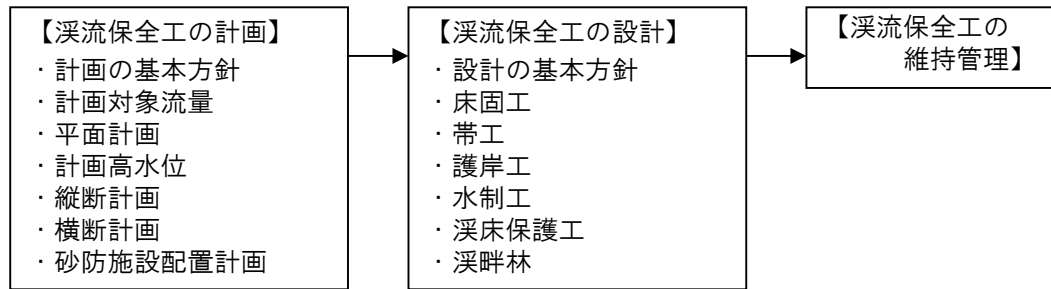 【渓流保全工の計画】
・計画の基本方針
・計画対象流量
・平面計画
・計画高水位
・縦断計画
・横断計画
・砂防施設配置計画
【渓流保全工の設計】
・設計の基本方針
・床固工
・帯工
・護岸工
・水制工
・渓床保護工
・渓畔林
【渓流保全工の
維持管理】